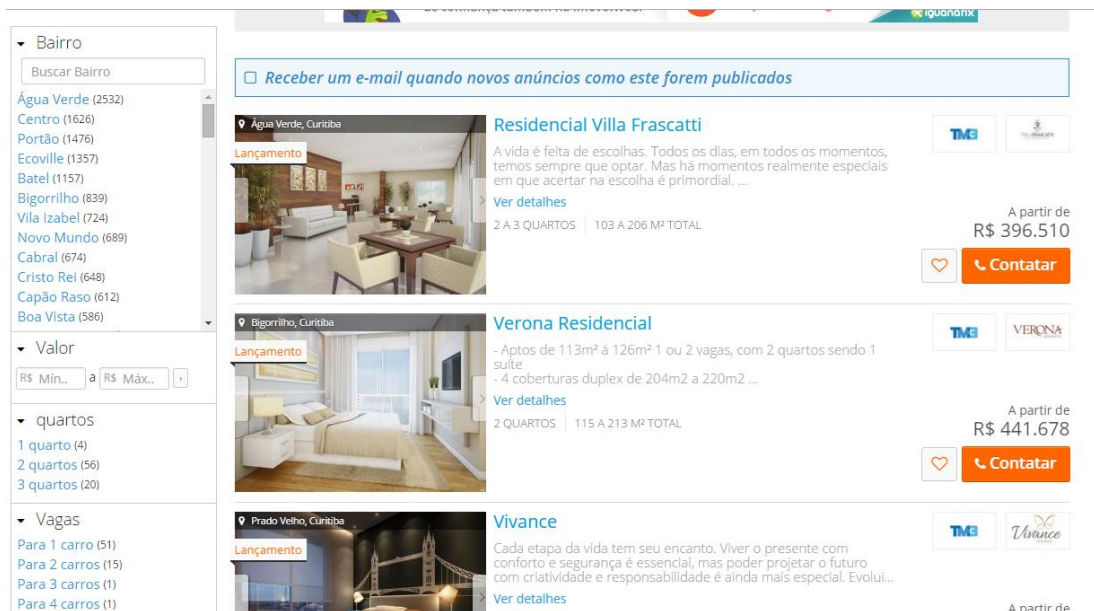 de confiança também na ImovelWeb.
iguanafix
Bairro
Buscar Bairro
Água Verde (2532)
Centro (1626)
Portão (1476)
Ecoville (1357)
Batel (1157)
Bigorrilho (839)
Vila Izabel (724)
Novo Mundo (689)
Cabral (674)
Cristo Rei (648)
Capão Raso (612)
Boa Vista (586)
Valor
R$ Mín.. a R$ Máx..
quartos
1 quarto (4)
2 quartos (56)
3 quartos (20)
Vagas
Para 1 carro (51)
Para 2 carros (15)
Para 3 carros (1)
Para 4 carros (1)
Receber um e-mail quando novos anúncios como este forem publicados
Água Verde, Curitiba
Lançamento
Residencial Villa Frascatti
A vida é feita de escolhas. Todos os dias, em todos os momentos,
temos sempre que optar. Mas há momentos realmente especiais
em que acertar na escolha é primordial. ...
Ver detalhes
2 A 3 QUARTOS 103 A 206 M² TOTAL
TM3
A partir de
R$ 396.510
Contatar
Bigorrilho, Curitiba
Lançamento
Verona Residencial
- Aptos de 113m² á 126m² 1 ou 2 vagas, com 2 quartos sendo 1
suíte
- 4 coberturas duplex de 204m2 a 220m2 ...
Ver detalhes
2 QUARTOS 115 A 213 M² TOTAL
TM3
VERONA
A partir de
R$ 441.678
Contatar
Prado Velho, Curitiba
Lançamento
Vivance
Cada etapa da vida tem seu encanto. Viver o presente com
conforto e segurança é essencial, mas poder projetar o futuro
com criatividade e responsabilidade é ainda mais especial. Evolui...
Ver detalhes
TM3
Vivance
A partir de